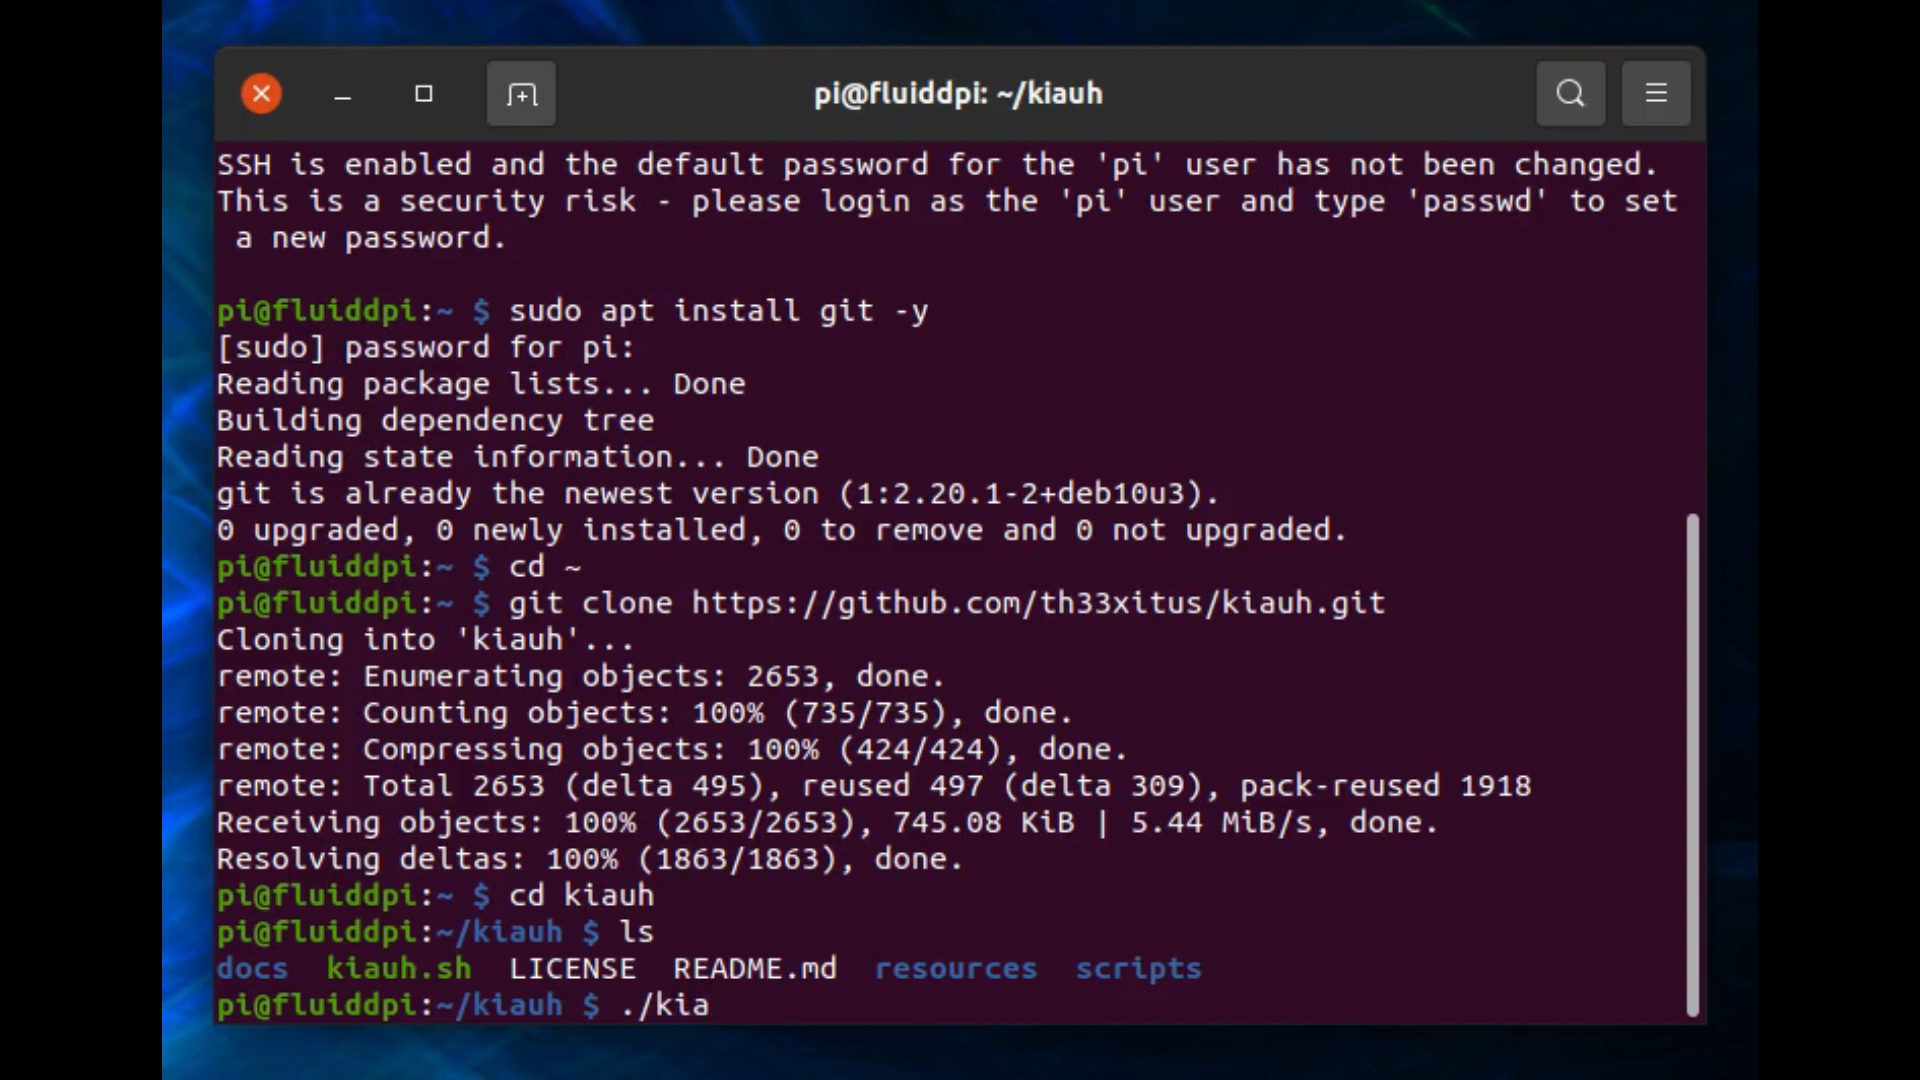 pi@fluiddpi: ~/kiauh
SSH is enabled and the default password for the 'pi' user has not been changed.
This is a security risk - please login as the 'pi' user and type 'passwd' to set
a new password.
pi@fluiddpi:~ $ sudo apt install git -y
[sudo] password for pi:
Reading package lists... Done
Building dependency tree
Reading state information... Done
git is already the newest version (1:2.20.1-2+deb10u3).
0 upgraded, 0 newly installed, 0 to remove and 0 not upgraded.
pi@fluiddpi:~ $ cd ~
pi@fluiddpi:~ $ git clone https://github.com/th33xitus/kiauh.git
Cloning into 'kiauh'...
remote: Enumerating objects: 2653, done.
remote: Counting objects: 100% (735/735), done.
remote: Compressing objects: 100% (424/424), done.
remote: Total 2653 (delta 495), reused 497 (delta 309), pack-reused 1918
Receiving objects: 100% (2653/2653), 745.08 KiB | 5.44 MiB/s, done.
Resolving deltas: 100% (1863/1863), done.
pi@fluiddpi:~ $ cd kiauh
pi@fluiddpi:~/kiauh $ ls
docs kiauh.sh LICENSE README.md resources scripts
pi@fluiddpi:~/kiauh $ ./kia